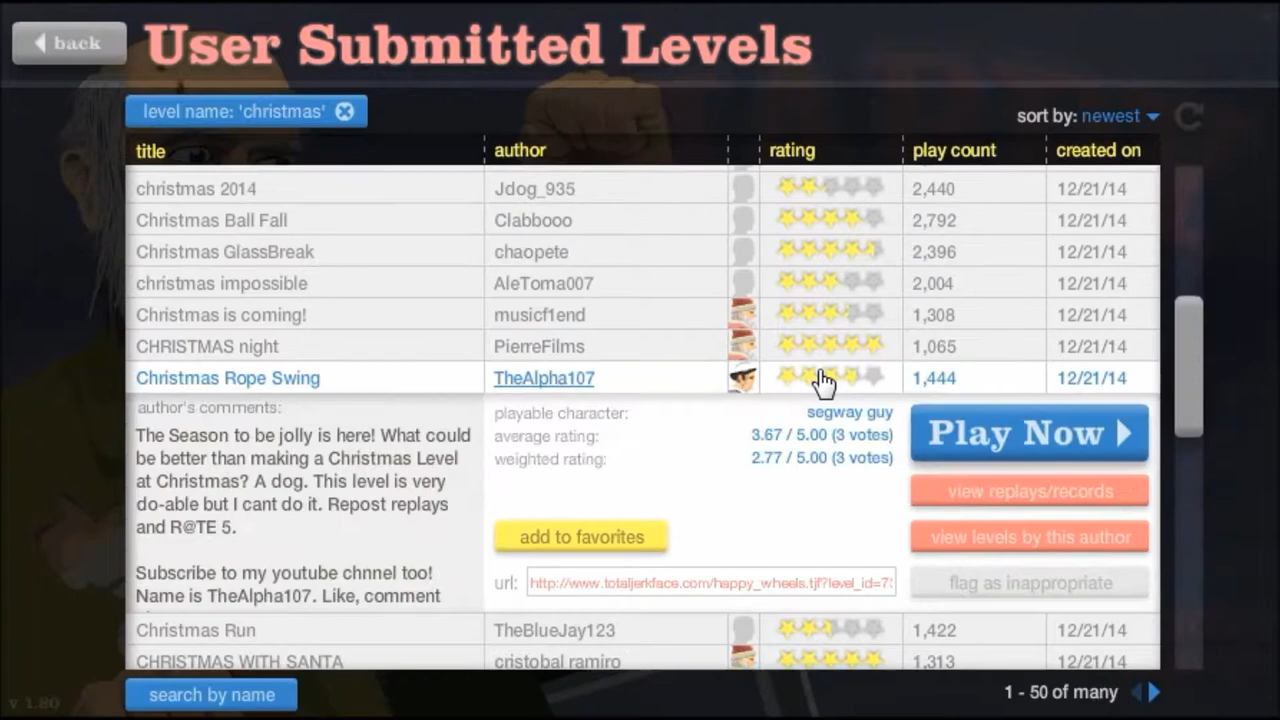 back
User Submitted Levels
level name: 'christmas'
sort by: newest
title author rating play count created on
christmas 2014 Jdog_935 2,440 12/21/14
Christmas Ball Fall Clabbooo 2,792 12/21/14
Christmas GlassBreak chaopete 2,396 12/21/14
christmas impossible AleToma007 2,004 12/21/14
Christmas is coming! musicf1end 1,308 12/21/14
CHRISTMAS night PierreFilms 1,065 12/21/14
Christmas Rope Swing TheAlpha107 1,444 12/21/14
author's comments:
The Season to be jolly is here! What could
be better than making a Christmas Level
at Christmas? A dog. This level is very
do-able but I cant do it. Repost replays
and R@TE 5.
Subscribe to my youtube chnnel too!
Name is TheAlpha107. Like, comment
playable character: segway guy
average rating: 3.67 / 5.00 (3 votes)
weighted rating: 2.77 / 5.00 (3 votes)
add to favorites
url: http://www.totaljerkface.com/happy_wheels.tjf?level_id=7
Play Now
view replays/records
view levels by this author
flag as inappropriate
Christmas Run TheBlueJay123 1,422 12/21/14
CHRISTMAS WITH SANTA cristobal ramiro 1,313 12/21/14
search by name
1 - 50 of many
v 1.80